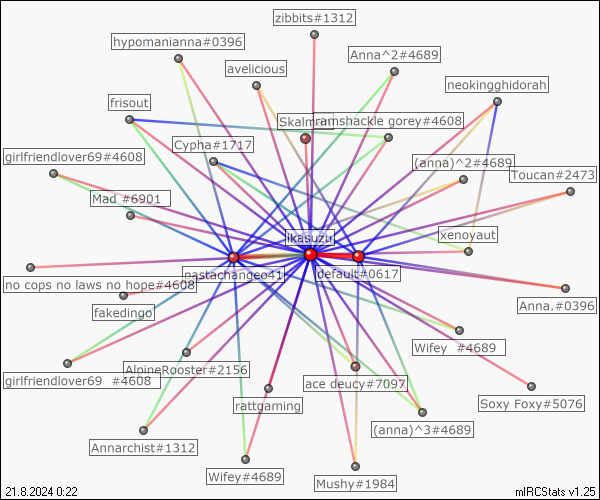 zibbits#1312
hypomanianna#0396
Anna^2#4689
avelicious
neokingghidorah
frisout
Skalman
ramshackle gorey#4608
Cypha#1717
girlfriendlover69#4608
(anna)^2#4689
Toucan#2473
Mad_#6901
ikasuzu
xenoyaut
nastachangeo41
default#0617
no cops no laws no hope#4608
fakedingo
Anna.#0396
Wifey  #4689
girlfriendlover69  #4608
AlpineRooster#2156
ace deucy#7097
rattgaming
Soxy Foxy#5076
(anna)^3#4689
Annarchist#1312
Wifey#4689
Mushy#1984
21.8.2024 0:22
mIRCStats v1.25